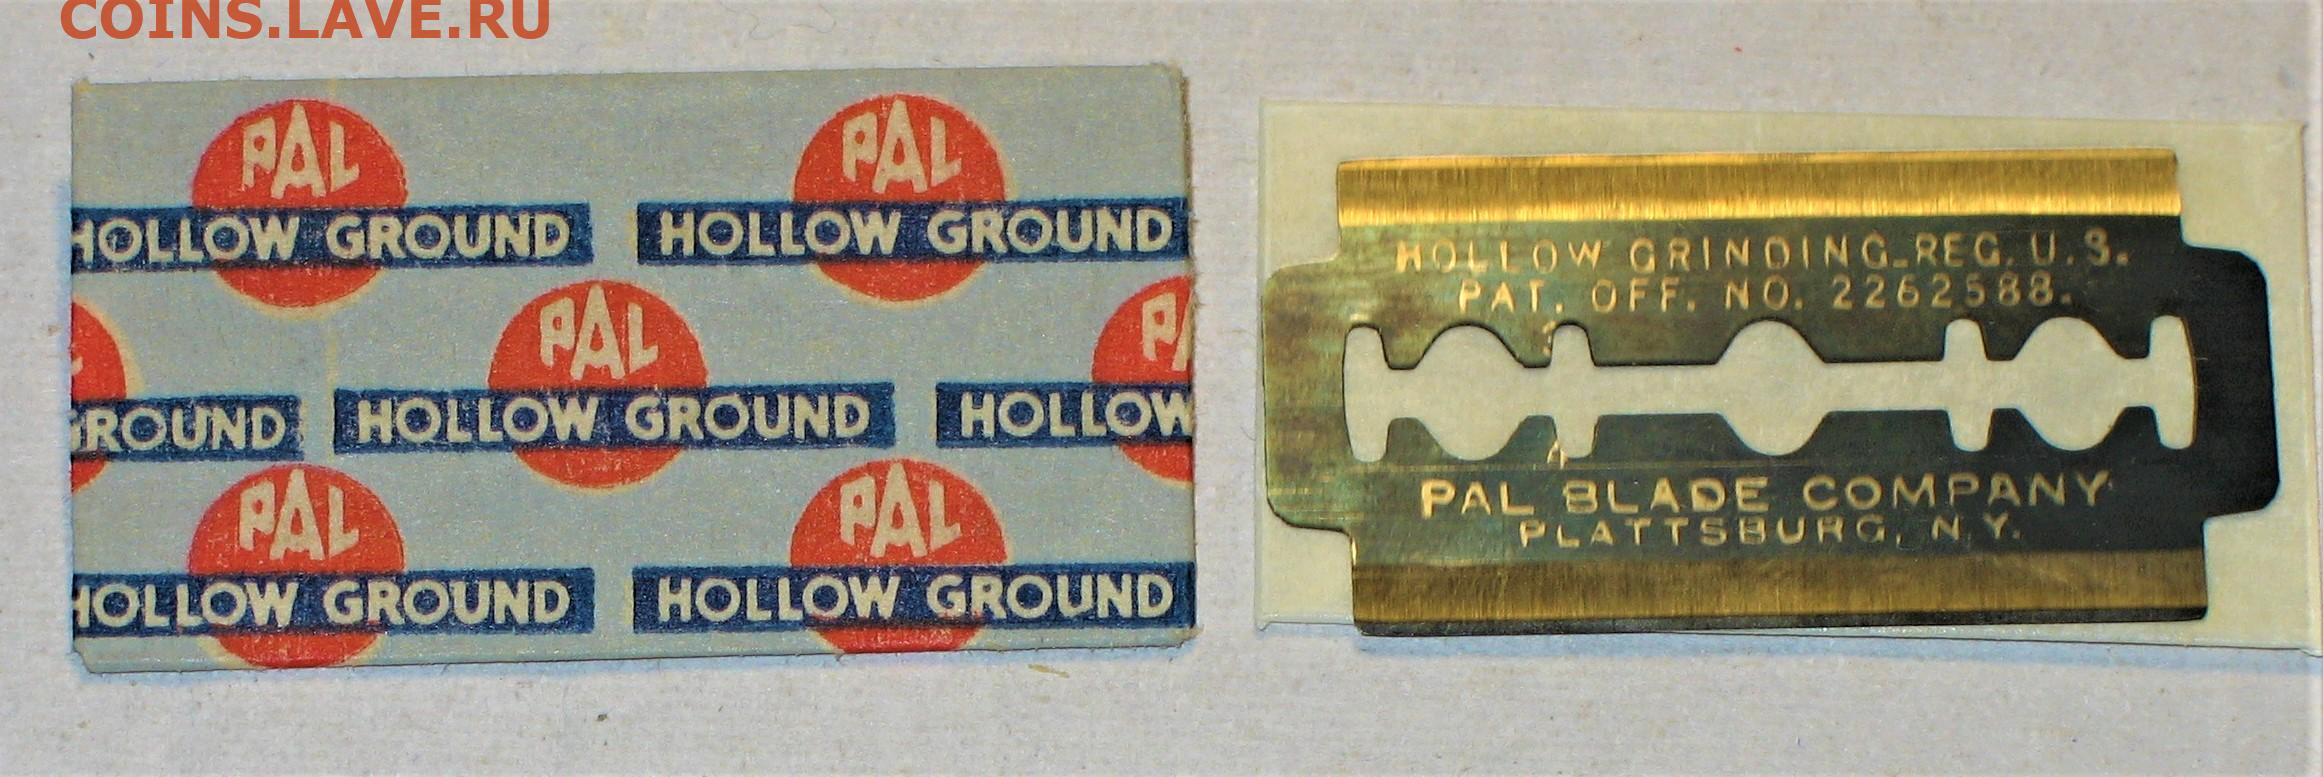 COINS.LAVE.RU
PAL
HOLLOW GROUND
PAL
HOLLOW GROUND
GROUND
PAL
HOLLOW GROUND
HOLLOW
PAL
HOLLOW GROUND
PAL
HOLLOW GROUND
HOLLOW GRINDING REG. U.S.
PAT. OFF. NO. 2262588.
PAL BLADE COMPANY
PLATTSBURG, N.Y.